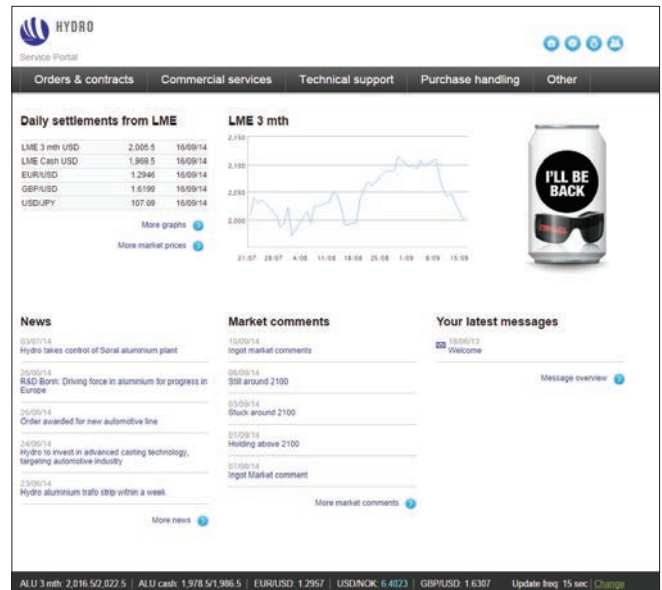 HYDRO
Service Portal
Orders & contracts Commercial services Technical support Purchase handling Other
Daily settlements from LME
LME 3 mth USD 2,005.5 16/09/14
LME Cash USD 1,969.5 16/09/14
EUR/USD 1.2946 16/09/14
GBP/USD 1.6199 16/09/14
USD/JPY 107.09 16/09/14
More graphs
More market prices
LME 3 mth
2,150
2,100
2,050
2,000
21/07 28/07 4/08 11/08 18/08 25/08 1/09 8/09 15/09
I'LL BE
BACK
News
03/07/14
Hydro takes control of Søral aluminium plant
26/06/14
R&D Bonn: Driving force in aluminium for progress in
Europe
26/06/14
Order awarded for new automotive line
24/06/14
Hydro to invest in advanced casting technology,
targeting automotive industry
23/06/14
Hydro aluminium trafo strip within a week
More news
Market comments
10/09/14
Ingot market comments
08/09/14
Still around 2100
03/09/14
Stuck around 2100
01/09/14
Holding above 2100
07/08/14
Ingot Market comment
More market comments
Your latest messages
18/06/13
Welcome
Message overview
ALU 3 mth: 2,016.5/2,022.5 | ALU cash: 1,978.5/1,986.5 | EUR/USD: 1.2957 | USD/NOK: 6.4023 | GBP/USD: 1.6307 Update freq: 15 sec | Change